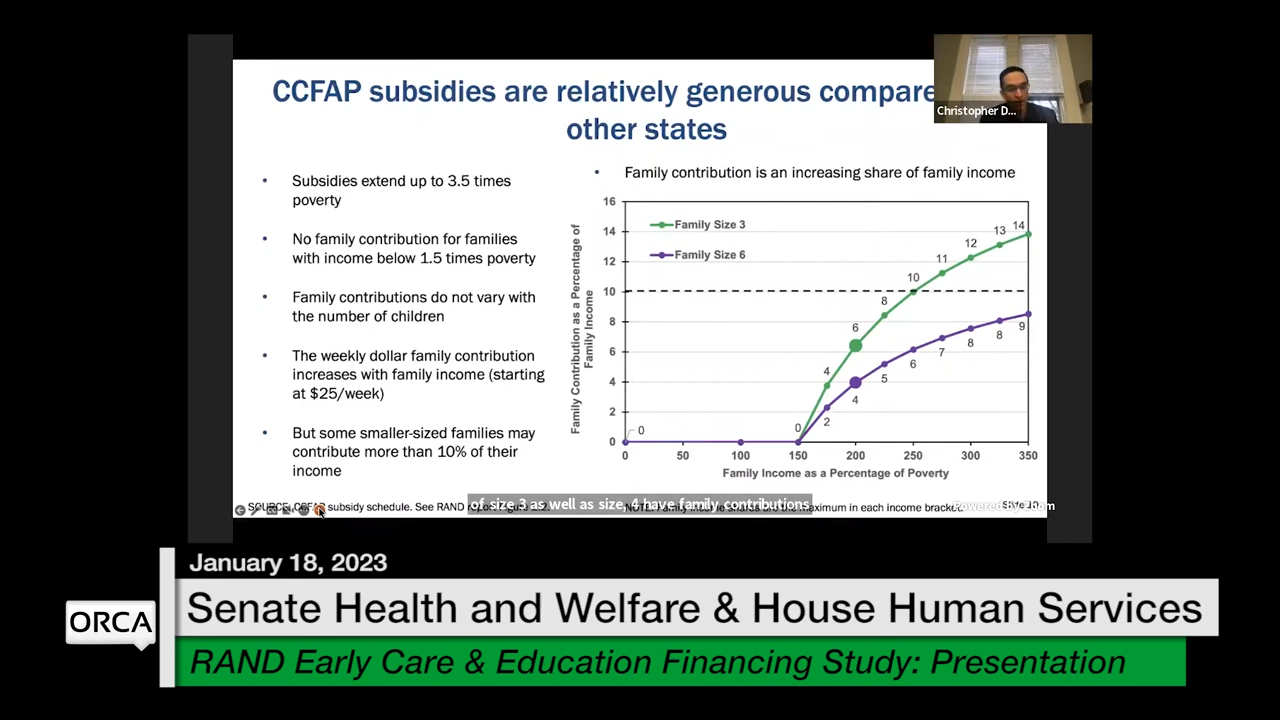 CCFAP subsidies are relatively generous compare
other states
Christopher D...
Subsidies extend up to 3.5 times
poverty
No family contribution for families
with income below 1.5 times poverty
Family contributions do not vary with
the number of children
The weekly dollar family contribution
increases with family income (starting
at $25/week)
But some smaller-sized families may
contribute more than 10% of their
income
Family contribution is an increasing share of family income
Family Contribution as a Percentage of
Family Income
16
14
12
10
8
6
4
2
0
Family Size 3
Family Size 6
0
0
4
6
8
10
11
12
13
14
2
4
5
6
7
8
8
9
0
50
100
150
200
250
300
350
Family Income as a Percentage of Poverty
SOURCE: CCFAP subsidy schedule. See RAND
of size 3 as well as size, 4 have family contributions
maximum in each income bracket
Powered by Zoom
January 18, 2023
ORCA
Senate Health and Welfare & House Human Services
RAND Early Care & Education Financing Study: Presentation